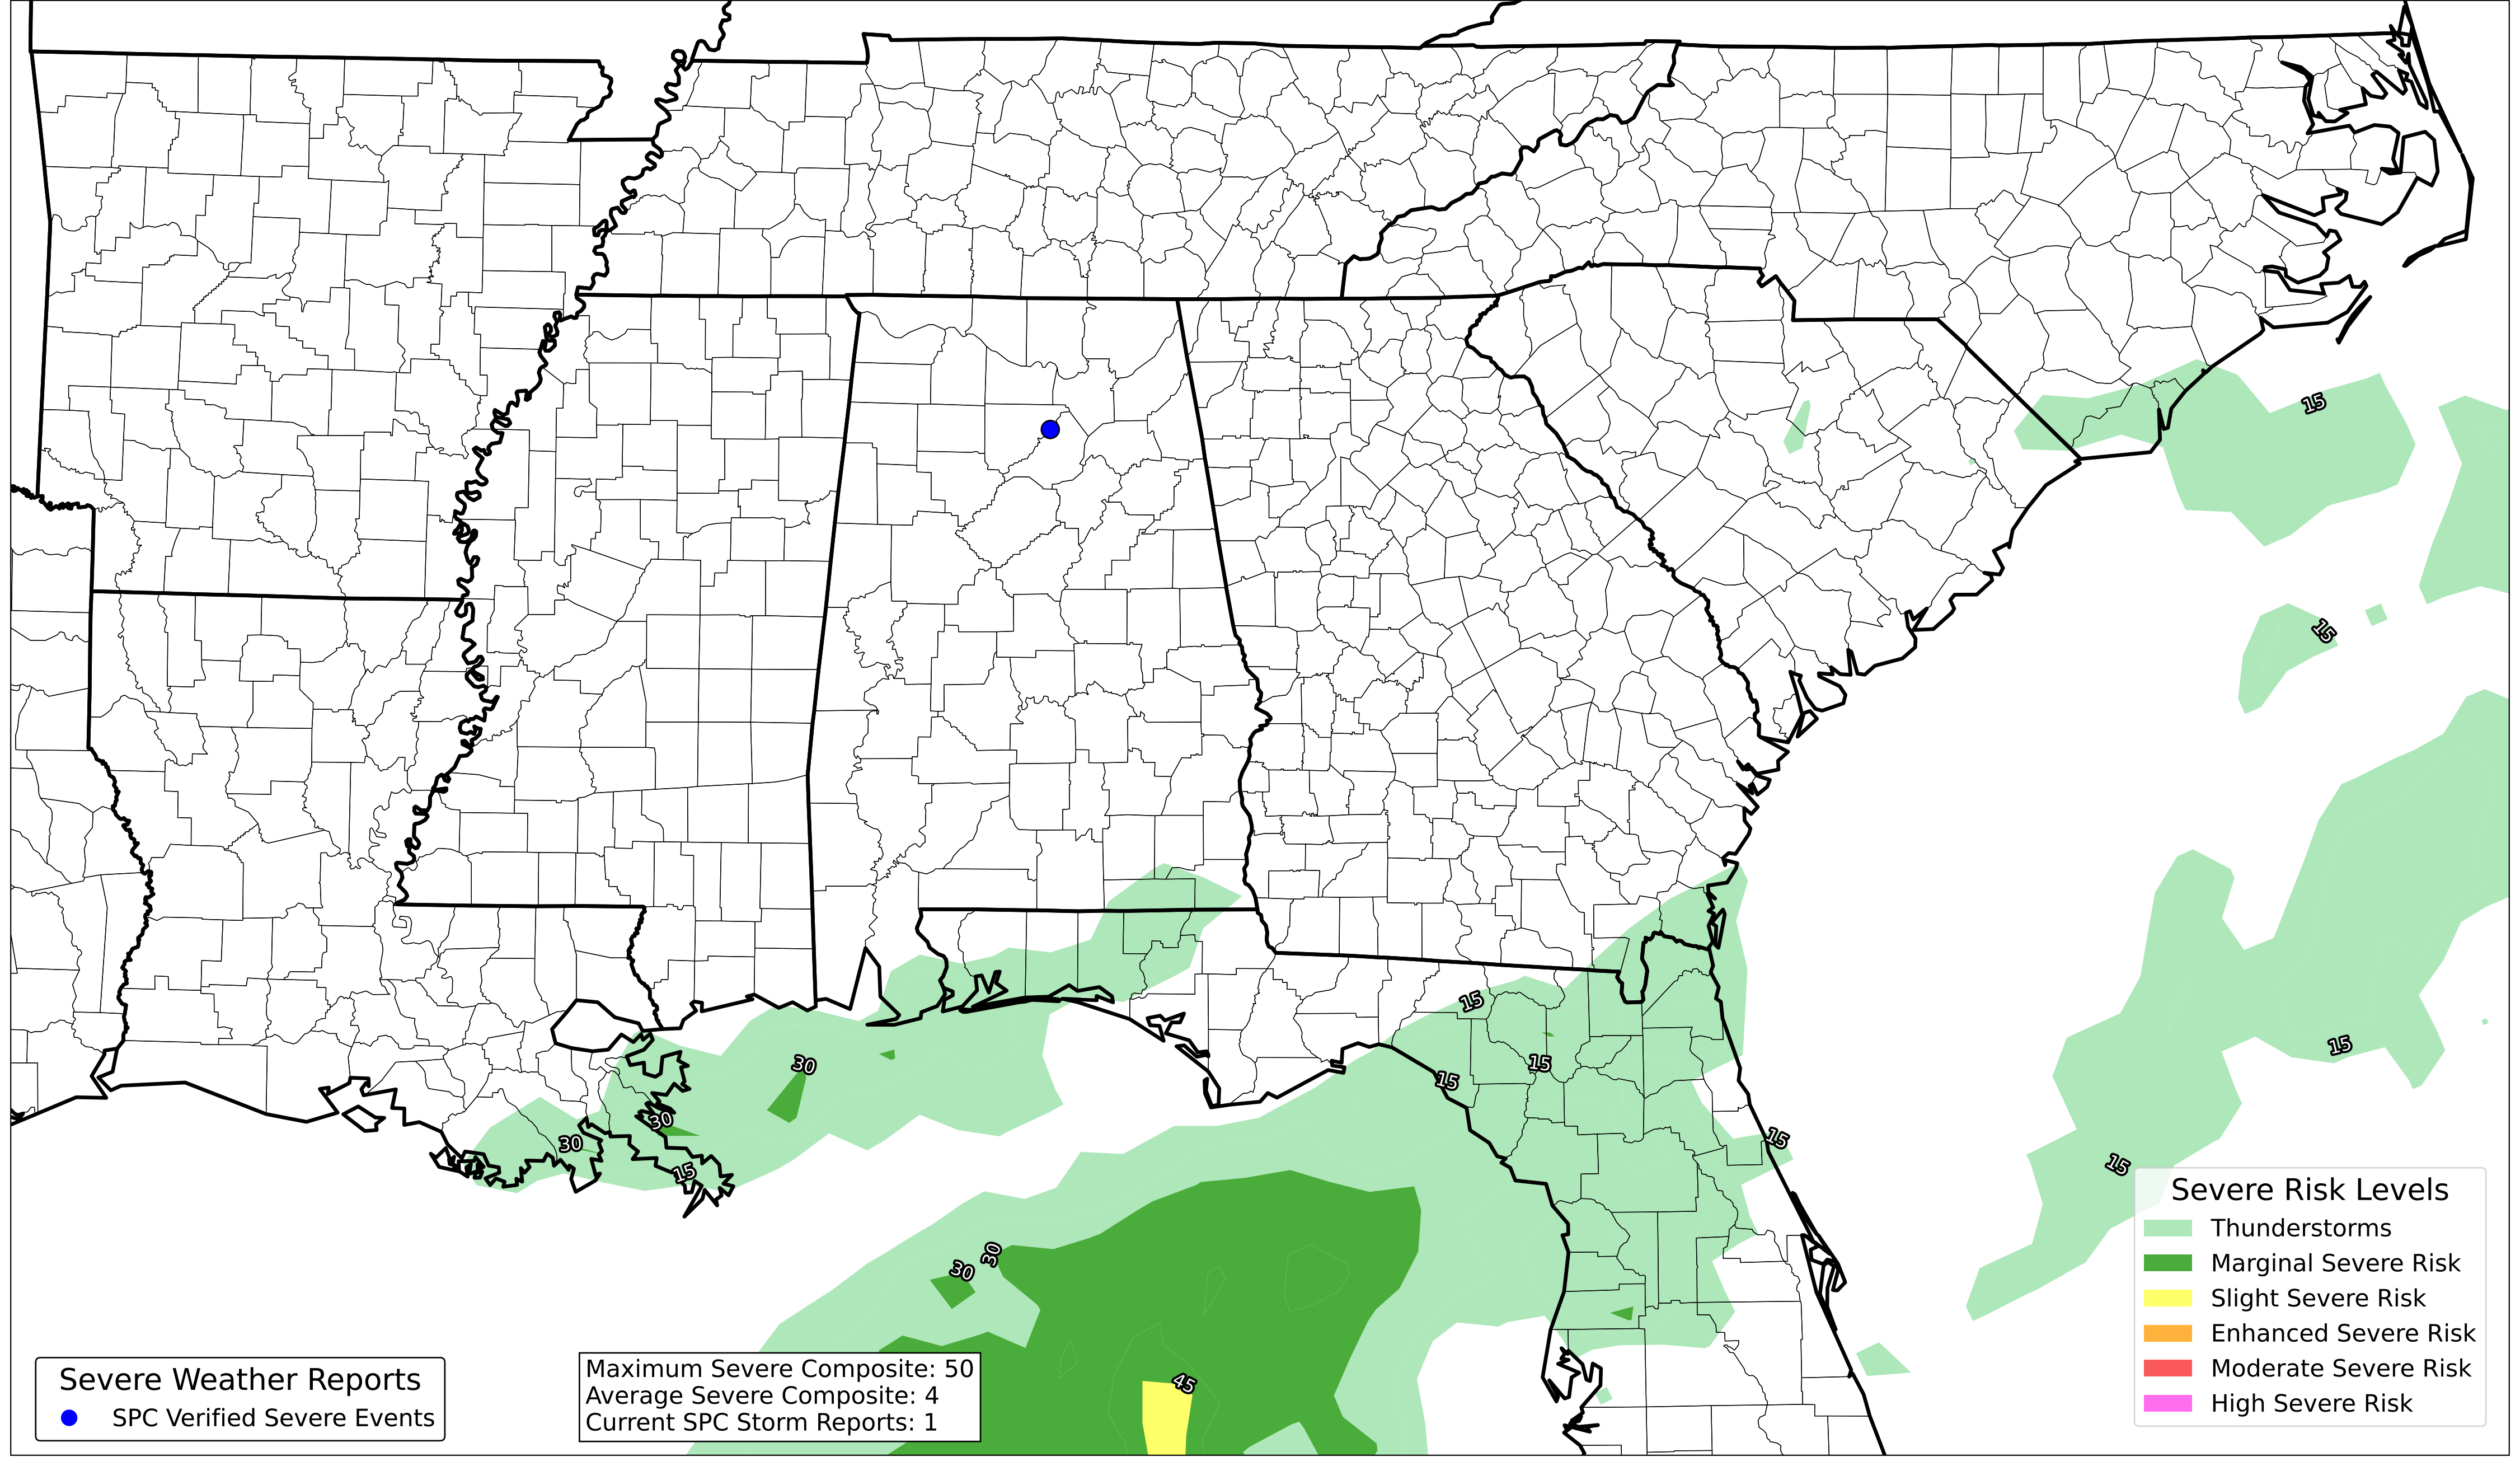 15
15
15
15
30
15
15
30
15
30
15
15
15
30
30
45
Severe Risk Levels
Thunderstorms
Marginal Severe Risk
Slight Severe Risk
Enhanced Severe Risk
Moderate Severe Risk
High Severe Risk
Severe Weather Reports
SPC Verified Severe Events
Maximum Severe Composite: 50
Average Severe Composite: 4
Current SPC Storm Reports: 1